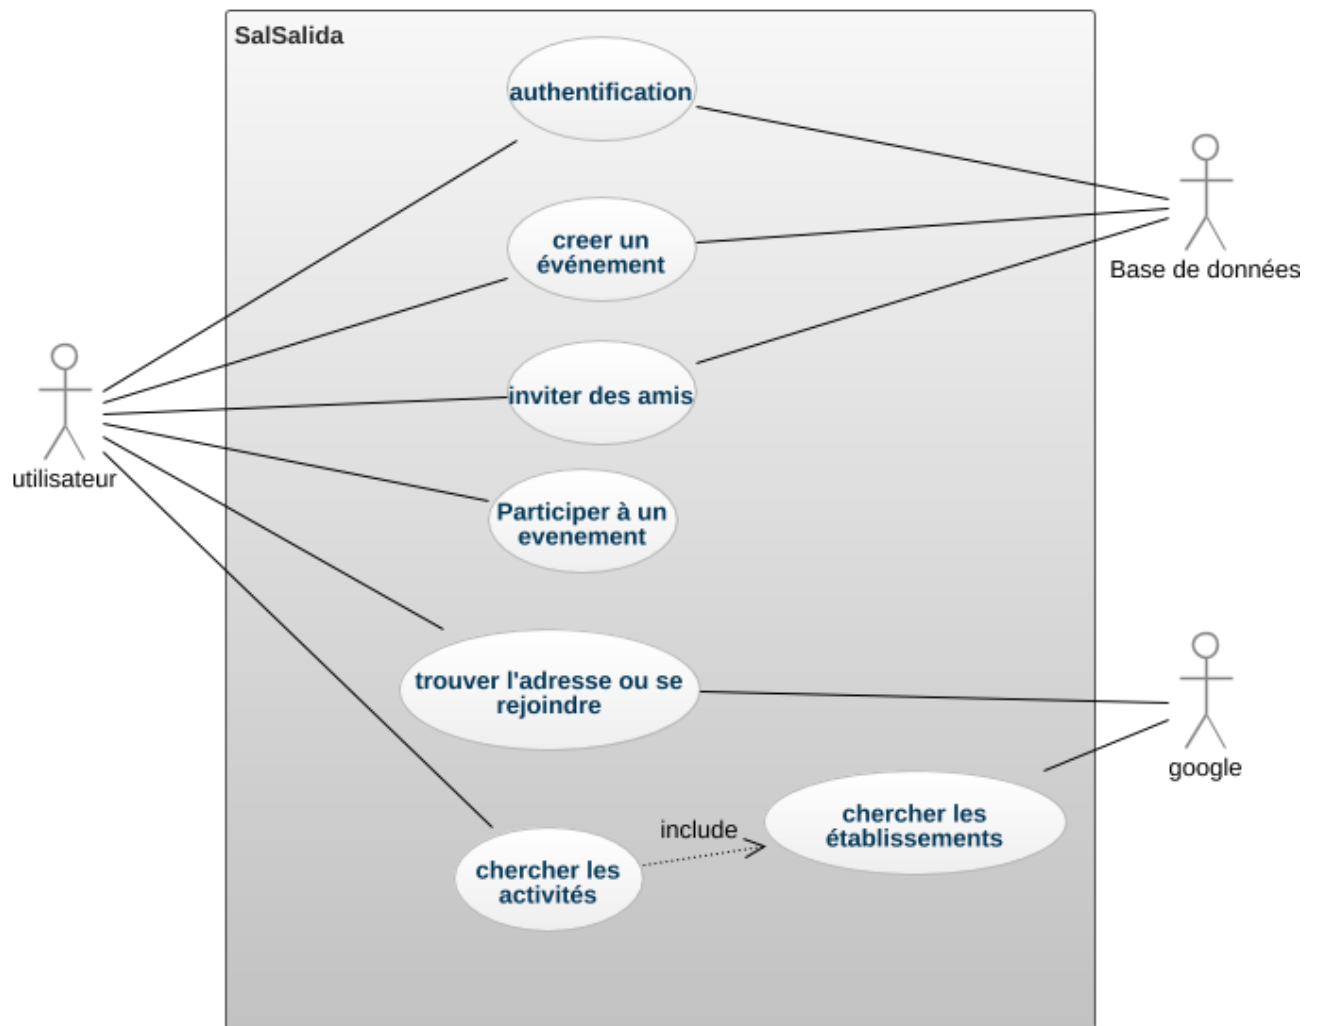 SalSalida
authentification
creer un
événement
Base de données
inviter des amis
utilisateur
Participer à un
evenement
trouver l'adresse ou se
rejoindre
google
chercher les
établissements
include
chercher les
activités